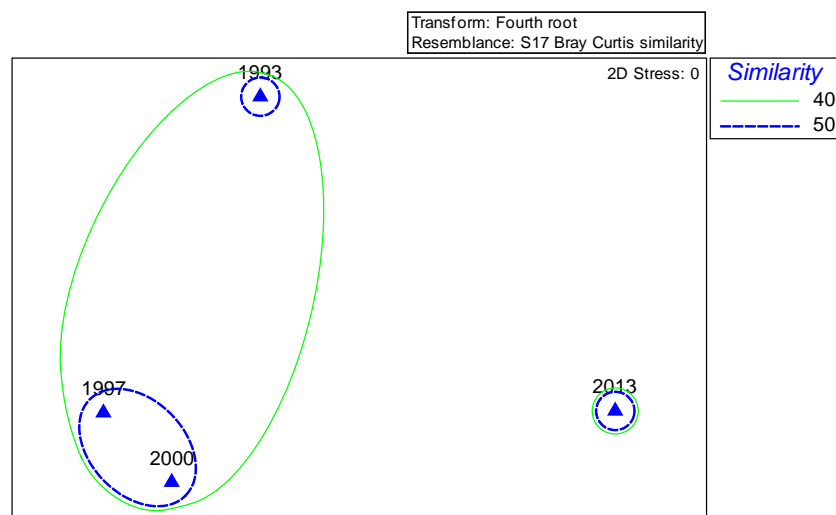 Transform: Fourth root
Resemblance: S17 Bray Curtis similarity
2D Stress: 0
Similarity
40
50
1993
1997
2000
2013